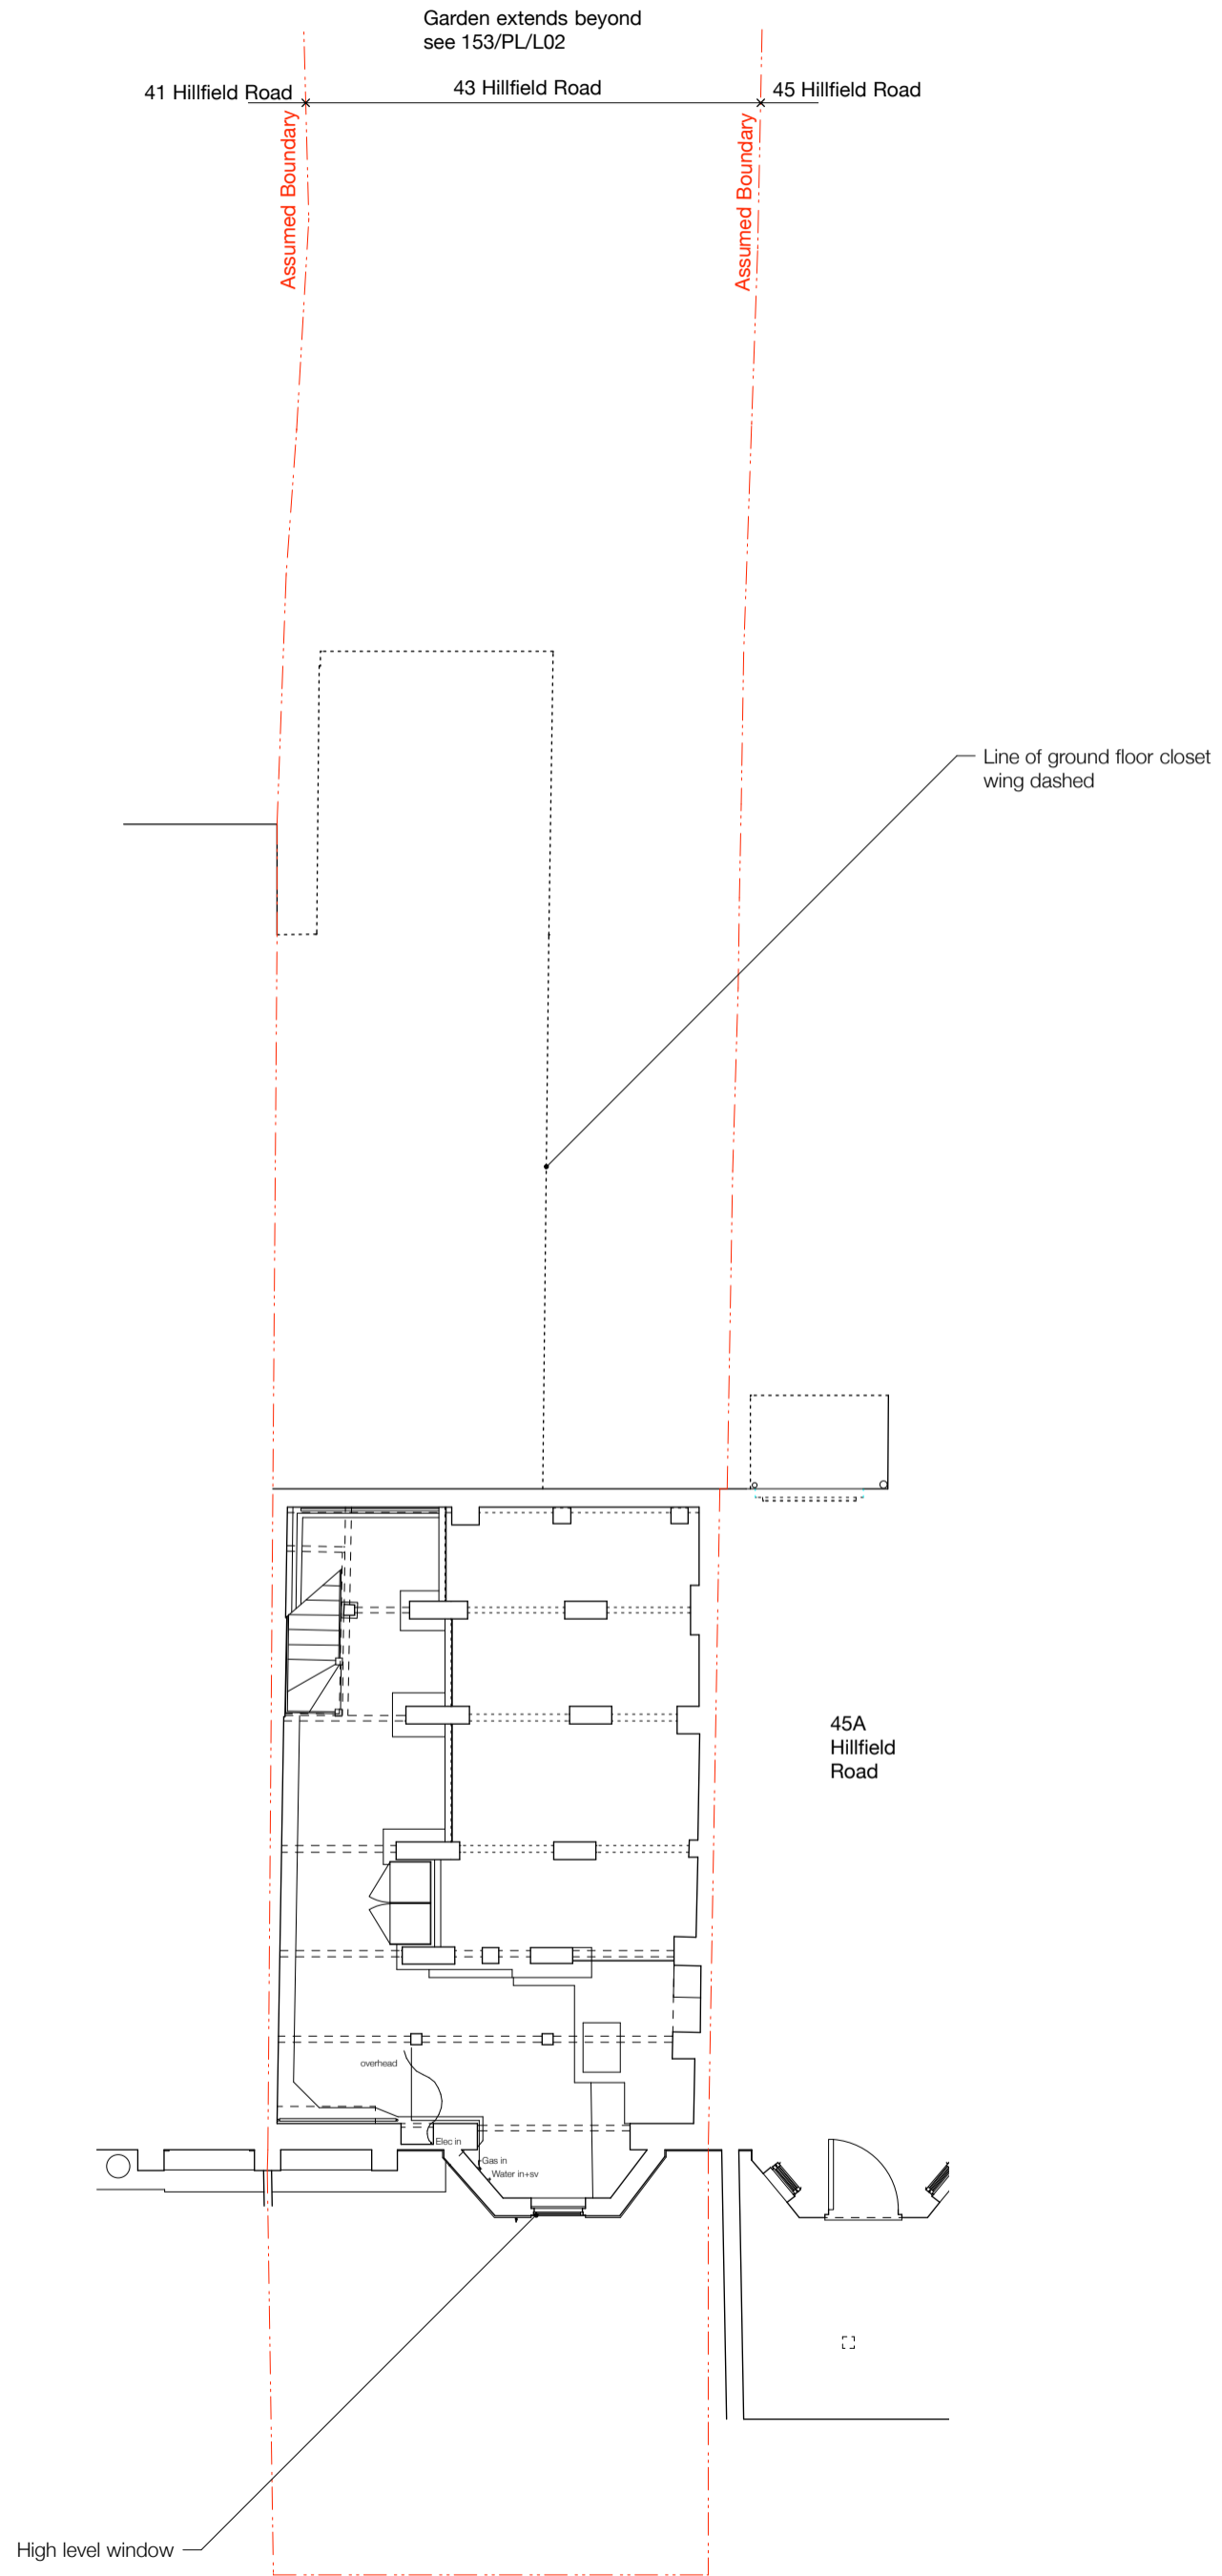 Garden extends beyond
see 153/PL/L02
41 Hillfield Road
43 Hillfield Road
45 Hillfield Road
Assumed Boundary
Assumed Boundary
Line of ground floor closet
wing dashed
45A
Hillfield
Road
overhead
Elec in
Gas in
Water in+sv
High level window